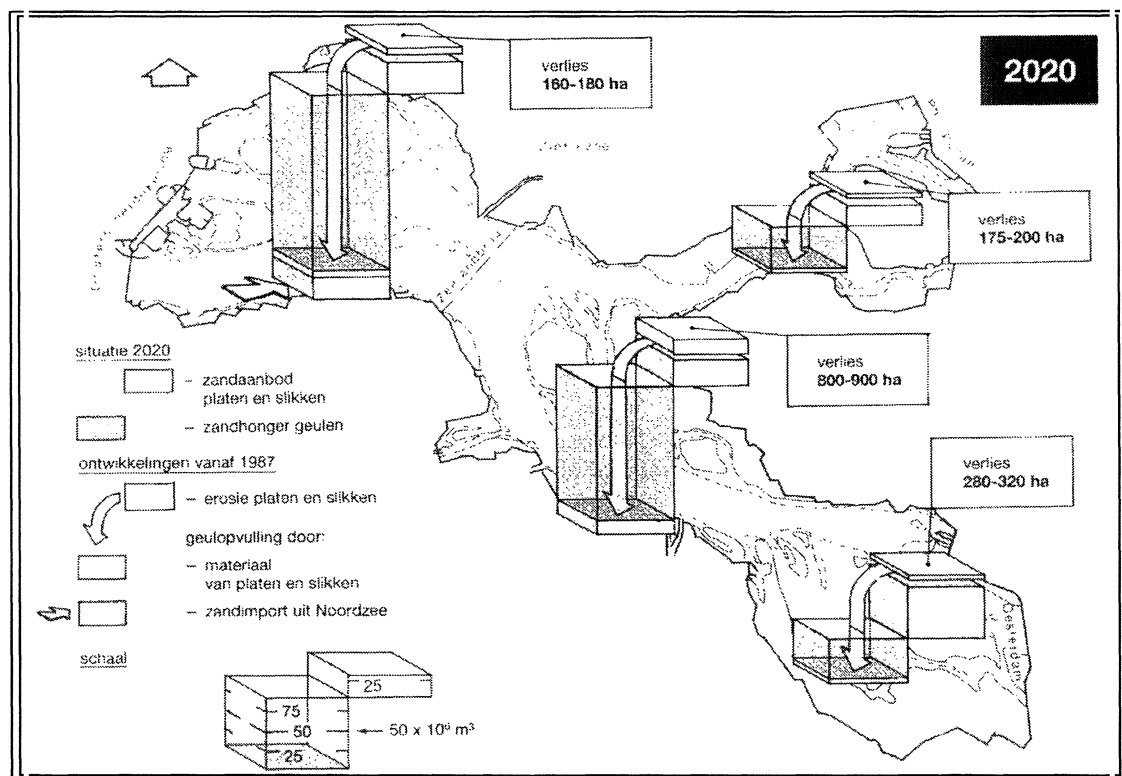 2020
verlies
160-180 ha
verlies
175-200 ha
verlies
800-900 ha
verlies
280-320 ha
situatie 2020
– zandaanbod
platen en slikken
– zandhonger geulen
ontwikkelingen vanaf 1987
– erosie platen en slikken
geulopvulling door:
– materiaal
van platen en slikken
– zandimport uit Noordzee
schaal
25
75
50
25
50 x 10⁶ m³
Oesterdam